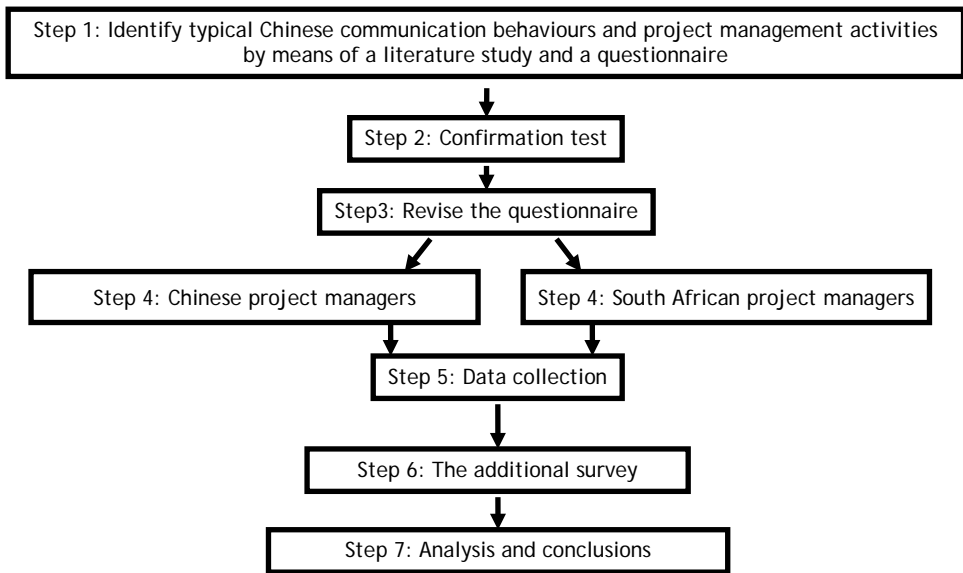 Step 1: Identify typical Chinese communication behaviours and project management activities
by means of a literature study and a questionnaire
Step 2: Confirmation test
Step3: Revise the questionnaire
Step 4: Chinese project managers
Step 4: South African project managers
Step 5: Data collection
Step 6: The additional survey
Step 7: Analysis and conclusions